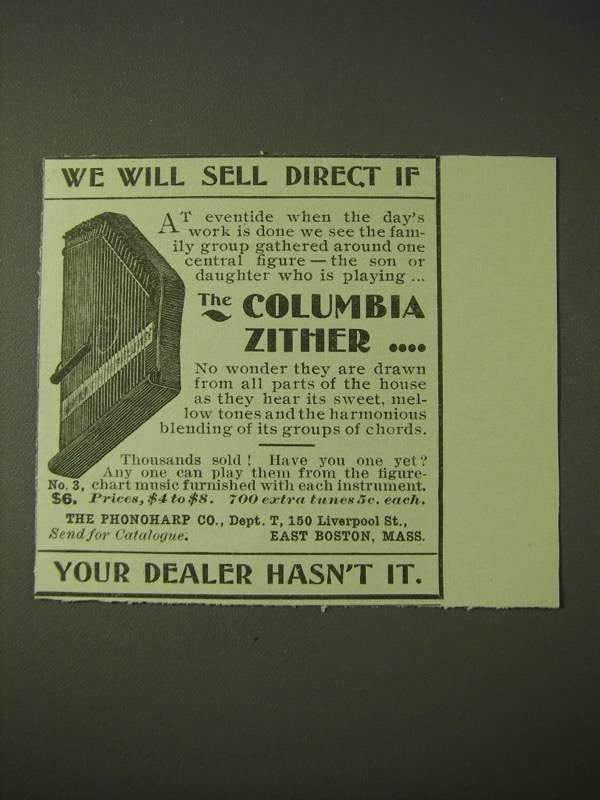 WE WILL SELL DIRECT IF
AT eventide when the day's
work is done we see the fam-
ily group gathered around one
central figure — the son or
daughter who is playing ...
The COLUMBIA
ZITHER ....
No wonder they are drawn
from all parts of the house
as they hear its sweet, mel-
low tones and the harmonious
blending of its groups of chords.
Thousands sold! Have you one yet?
Any one can play them from the figure-
No. 3, chart music furnished with each instrument.
$6. Prices, $4 to $8. 700 extra tunes 5c. each.
THE PHONOHARP CO., Dept. T, 150 Liverpool St.,
Send for Catalogue. EAST BOSTON, MASS.
YOUR DEALER HASN'T IT.